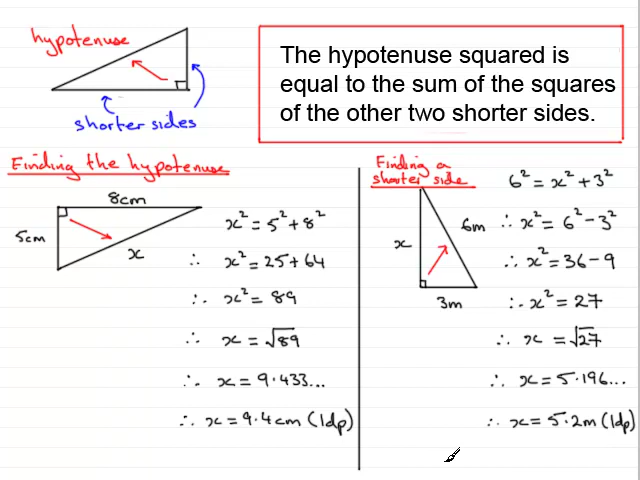 hypotenuse
shorter sides
The hypotenuse squared is
equal to the sum of the squares
of the other two shorter sides.
Finding the hypotenuse
8cm
5cm
x
x² = 5² + 8²
∴ x² = 25 + 64
∴ x² = 89
∴ x = √89
∴ x = 9.433...
∴ x = 9.4cm (1dp)
Finding a
shorter side
x
6m
3m
6² = x² + 3²
∴ x² = 6² - 3²
∴ x² = 36 - 9
∴ x² = 27
∴ x = √27
∴ x = 5.196...
∴ x = 5.2m (1dp)